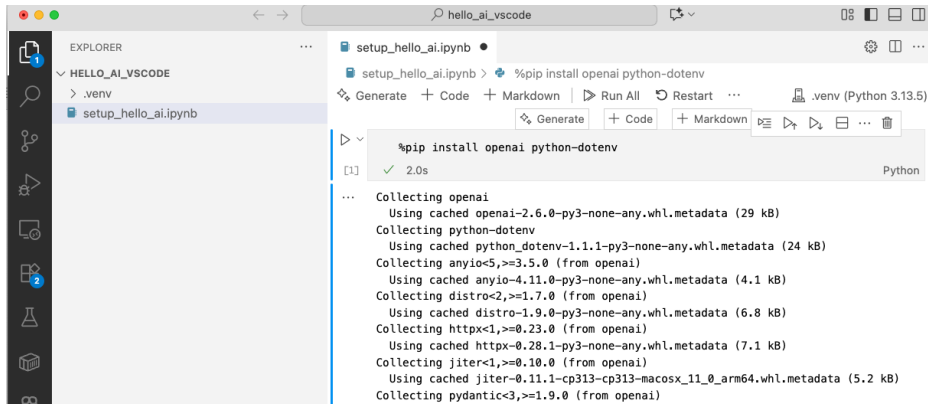 hello_ai_vscode
EXPLORER
setup_hello_ai.ipynb
HELLO_AI_VSCODE
.venv
setup_hello_ai.ipynb
setup_hello_ai.ipynb > %pip install openai python-dotenv
Generate + Code + Markdown Run All Restart ... .venv (Python 3.13.5)
Generate + Code + Markdown
%pip install openai python-dotenv
[1] ✓ 2.0s Python
... Collecting openai
Using cached openai-2.6.0-py3-none-any.whl.metadata (29 kB)
Collecting python-dotenv
Using cached python_dotenv-1.1.1-py3-none-any.whl.metadata (24 kB)
Collecting anyio<5,>=3.5.0 (from openai)
Using cached anyio-4.11.0-py3-none-any.whl.metadata (4.1 kB)
Collecting distro<2,>=1.7.0 (from openai)
Using cached distro-1.9.0-py3-none-any.whl.metadata (6.8 kB)
Collecting httpx<1,>=0.23.0 (from openai)
Using cached httpx-0.28.1-py3-none-any.whl.metadata (7.1 kB)
Collecting jiter<1,>=0.10.0 (from openai)
Using cached jiter-0.11.1-cp313-cp313-macosx_11_0_arm64.whl.metadata (5.2 kB)
Collecting pydantic<3,>=1.9.0 (from openai)
1
2